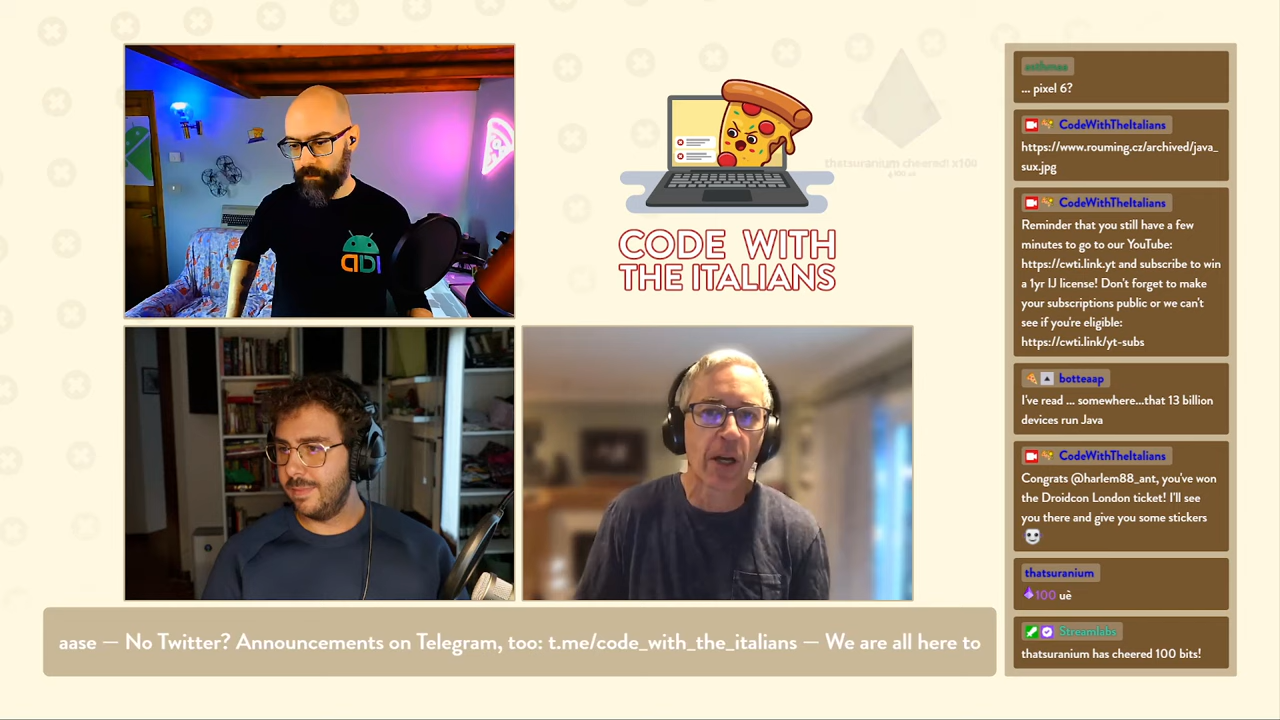 CODE WITH
THE ITALIANS
thatsuranium cheered! x100
... pixel 6?
CodeWithTheItalians
https://www.rouming.cz/archived/java_
sux.jpg
CodeWithTheItalians
Reminder that you still have a few
minutes to go to our YouTube:
https://cwti.link.yt and subscribe to win
a 1yr IJ license! Don't forget to make
your subscriptions public or we can't
see if you're eligible:
https://cwti.link/yt-subs
botteaap
I've read ... somewhere...that 13 billion
devices run Java
CodeWithTheItalians
Congrats @harlem88_ant, you've won
the Droidcon London ticket! I'll see
you there and give you some stickers
thatsuranium
100 uè
Streamlabs
thatsuranium has cheered 100 bits!
aase — No Twitter? Announcements on Telegram, too: t.me/code_with_the_italians — We are all here to